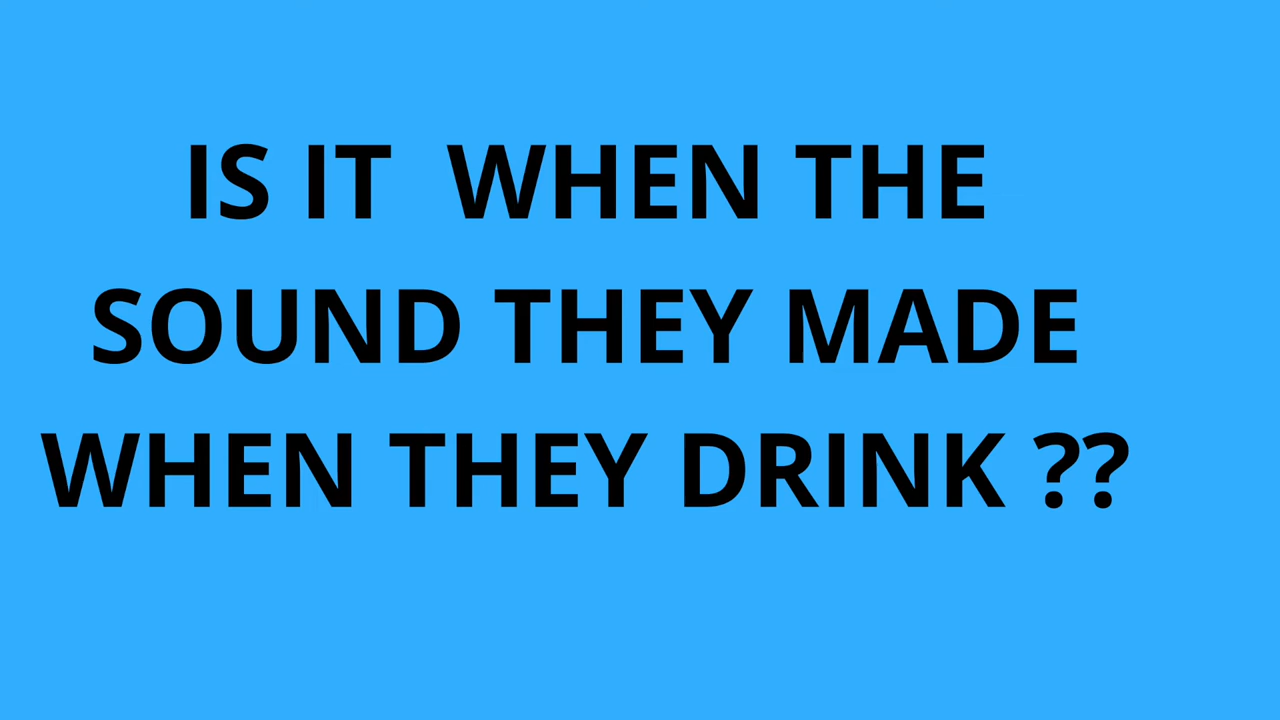 IS IT  WHEN THE
SOUND THEY MADE
WHEN THEY DRINK ??